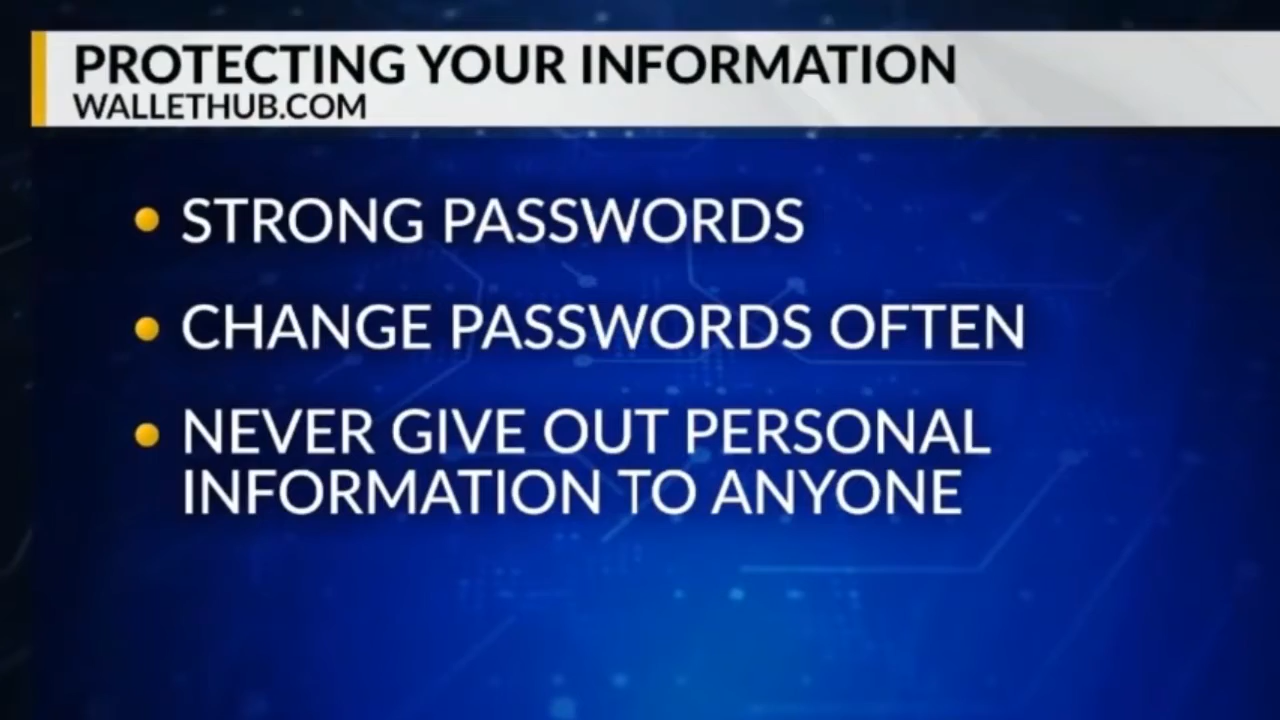 PROTECTING YOUR INFORMATION
WALLETHUB.COM
STRONG PASSWORDS
CHANGE PASSWORDS OFTEN
NEVER GIVE OUT PERSONAL
INFORMATION TO ANYONE